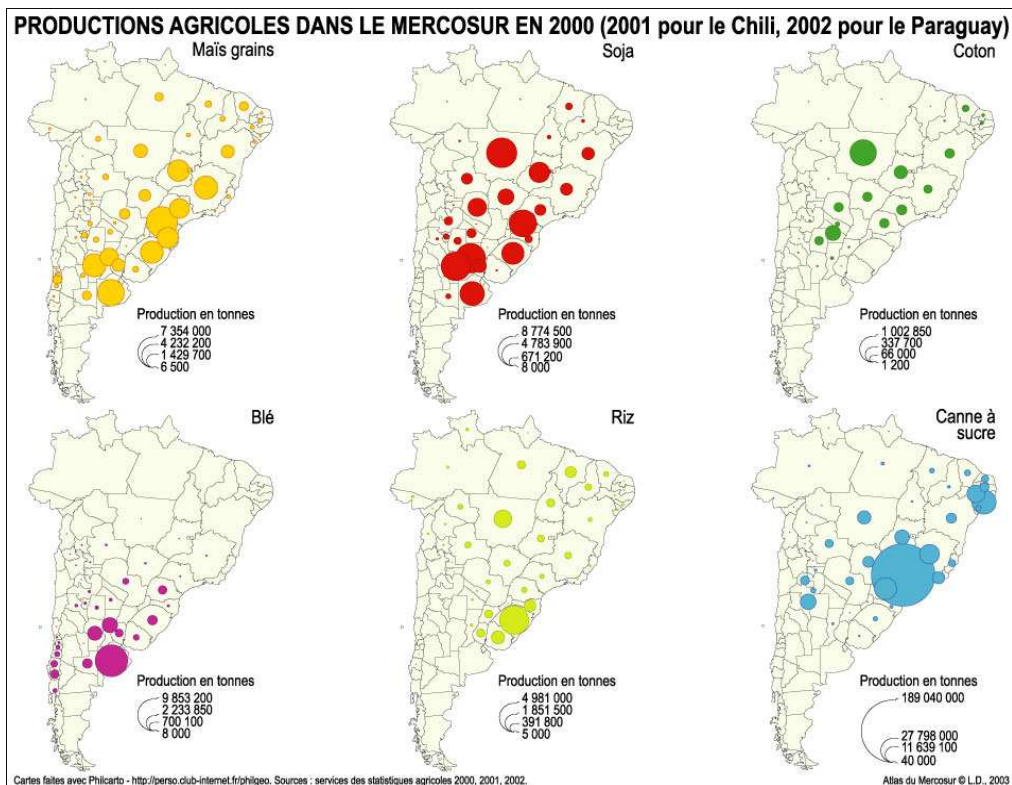 PRODUCTIONS AGRICOLES DANS LE MERCOSUR EN 2000 (2001 pour le Chili, 2002 pour le Paraguay)
Maïs grains
Production en tonnes
7 354 000
4 232 200
1 429 700
6 500
Soja
Production en tonnes
8 774 500
4 783 900
671 200
8 000
Coton
Production en tonnes
1 002 850
337 700
66 000
1 200
Blé
Production en tonnes
9 853 200
2 233 850
700 100
8 000
Riz
Production en tonnes
4 981 000
1 851 500
391 800
5 000
Canne à
sucre
Production en tonnes
189 040 000
27 798 000
11 639 100
40 000
Cartes faites avec Philcarto - http://perso.club-internet.fr/philgeo. Sources : services des statistiques agricoles 2000, 2001, 2002.
Atlas du Mercosur © L.D., 2003